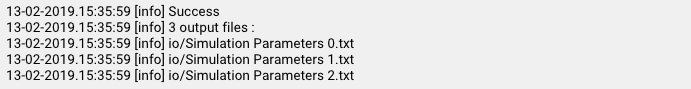 13-02-2019.15:35:59 [info] Success
13-02-2019.15:35:59 [info] 3 output files :
13-02-2019.15:35:59 [info] io/Simulation Parameters 0.txt
13-02-2019.15:35:59 [info] io/Simulation Parameters 1.txt
13-02-2019.15:35:59 [info] io/Simulation Parameters 2.txt